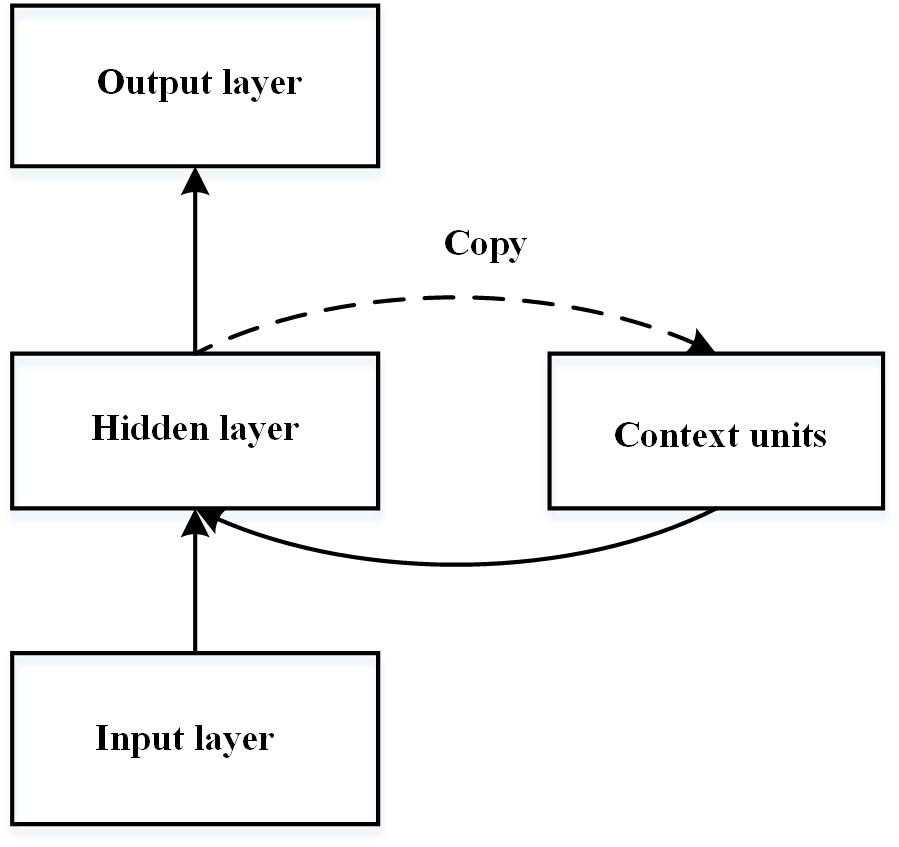 Output layer
Copy
Hidden layer
Context units
Input layer